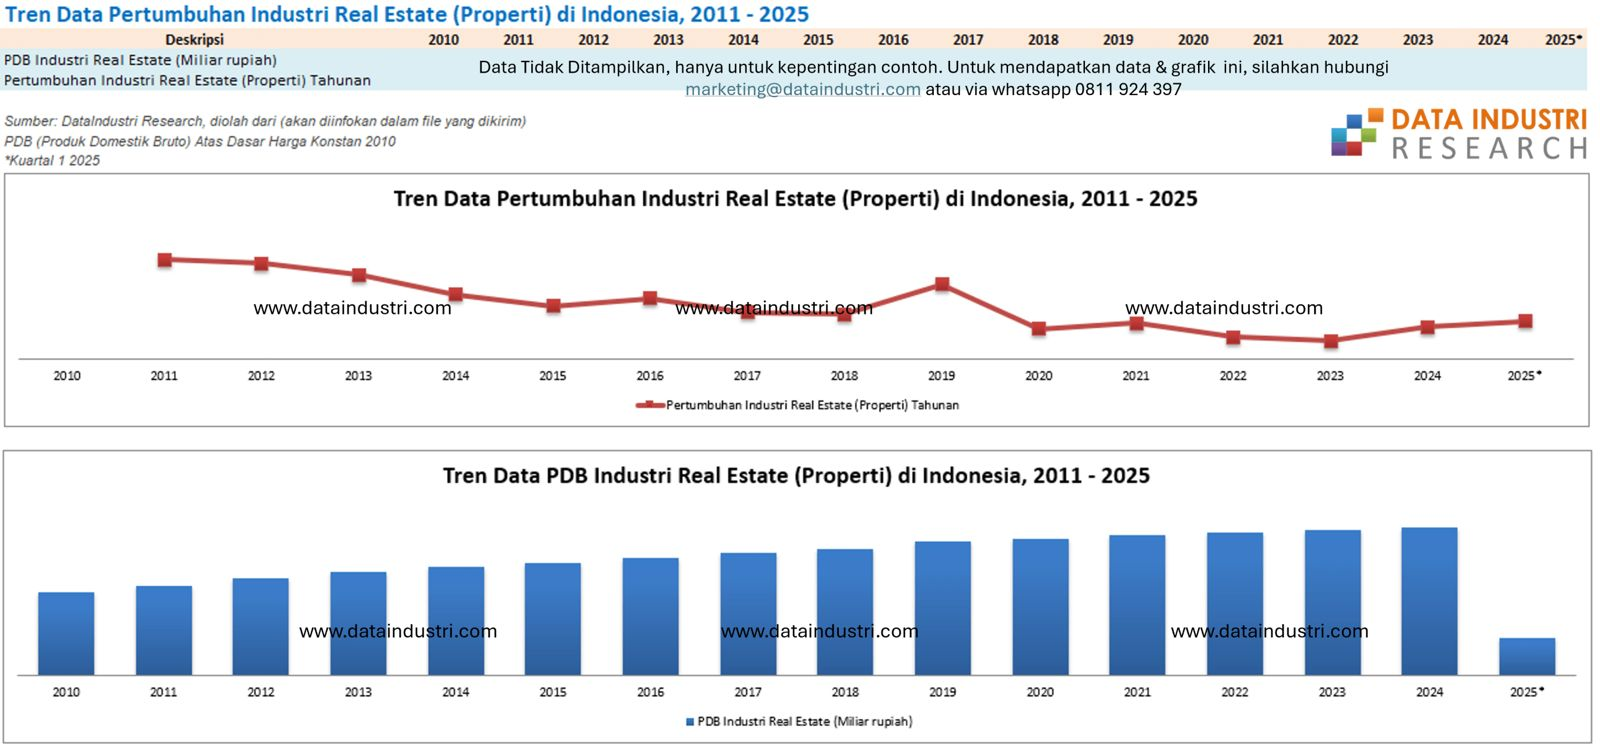 Tren Data Pertumbuhan Industri Real Estate (Properti) di Indonesia, 2011 - 2025
Deskripsi 2010 2011 2012 2013 2014 2015 2016 2017 2018 2019 2020 2021 2022 2023 2024 2025*
PDB Industri Real Estate (Miliar rupiah)
Pertumbuhan Industri Real Estate (Properti) Tahunan
Data Tidak Ditampilkan, hanya untuk kepentingan contoh. Untuk mendapatkan data & grafik ini, silahkan hubungi
marketing@dataindustri.com atau via whatsapp 0811 924 397
Sumber: DataIndustri Research, diolah dari (akan diinfokan dalam file yang dikirim)
PDB (Produk Domestik Bruto) Atas Dasar Harga Konstan 2010
*Kuartal 1 2025
DATA INDUSTRI
RESEARCH
Tren Data Pertumbuhan Industri Real Estate (Properti) di Indonesia, 2011 - 2025
www.dataindustri.com www.dataindustri.com www.dataindustri.com
2010 2011 2012 2013 2014 2015 2016 2017 2018 2019 2020 2021 2022 2023 2024 2025*
Pertumbuhan Industri Real Estate (Properti) Tahunan
Tren Data PDB Industri Real Estate (Properti) di Indonesia, 2011 - 2025
www.dataindustri.com www.dataindustri.com www.dataindustri.com
2010 2011 2012 2013 2014 2015 2016 2017 2018 2019 2020 2021 2022 2023 2024 2025*
PDB Industri Real Estate (Miliar rupiah)